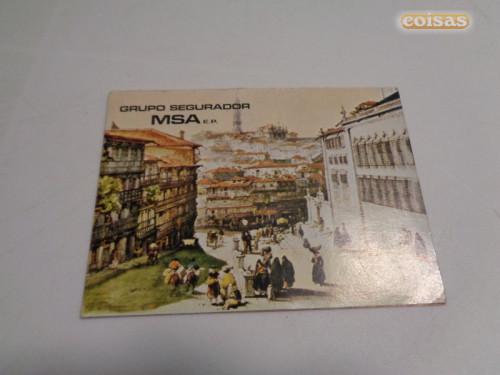 coisas
GRUPO SEGURADOR
MSA E.P.